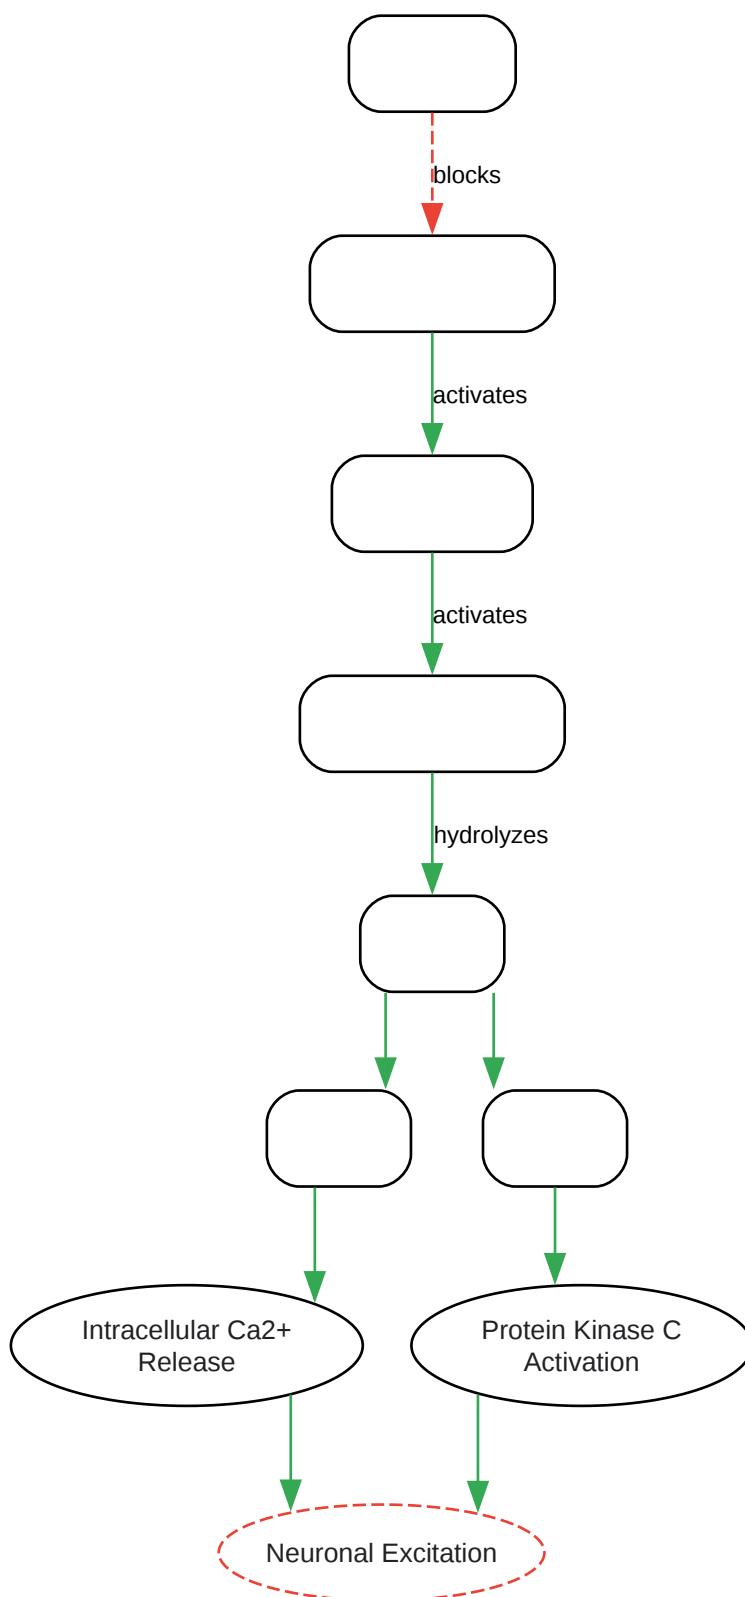 blocks
activates
activates
hydrolyzes
Intracellular Ca2+
Release
Protein Kinase C
Activation
Neuronal Excitation